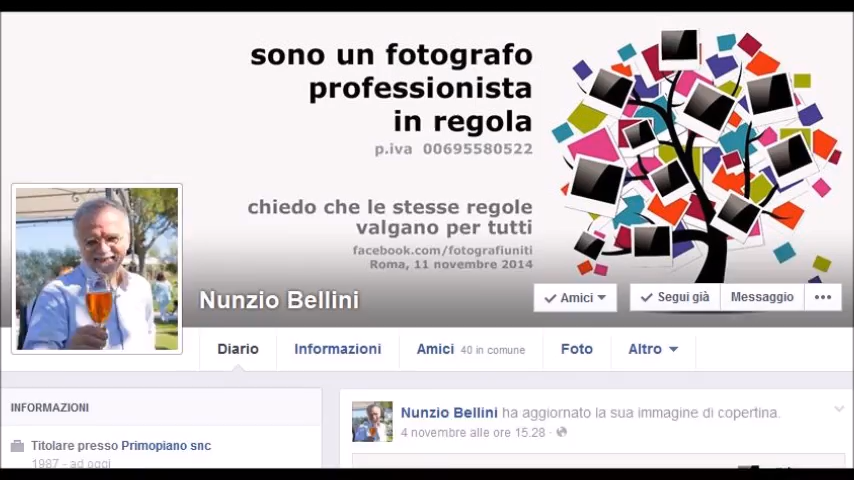 sono un fotografo
professionista
in regola
p.iva 00695580522
chiedo che le stesse regole
valgano per tutti
facebook.com/fotografiuniti
Roma, 11 novembre 2014
Nunzio Bellini
Amici
Segui già
Messaggio
Diario
Informazioni
Amici 40 in comune
Foto
Altro
INFORMAZIONI
Titolare presso Primopiano snc
1987 - ad oggi
Nunzio Bellini ha aggiornato la sua immagine di copertina.
4 novembre alle ore 15.28 ·